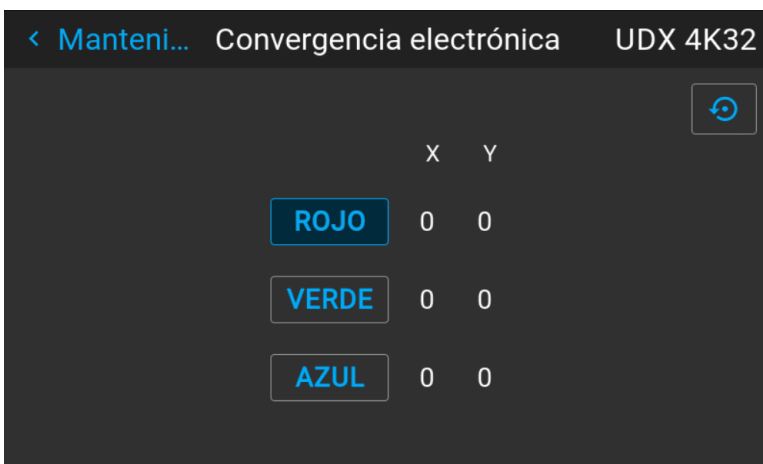 Manteni... Convergencia electrónica UDX 4K32
X Y
ROJO 0 0
VERDE 0 0
AZUL 0 0